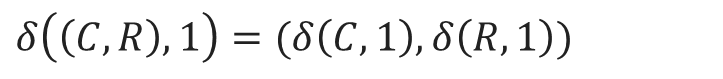 𝛿((𝐶, 𝑅), 1) = (𝛿(𝐶, 1), 𝛿(𝑅, 1))